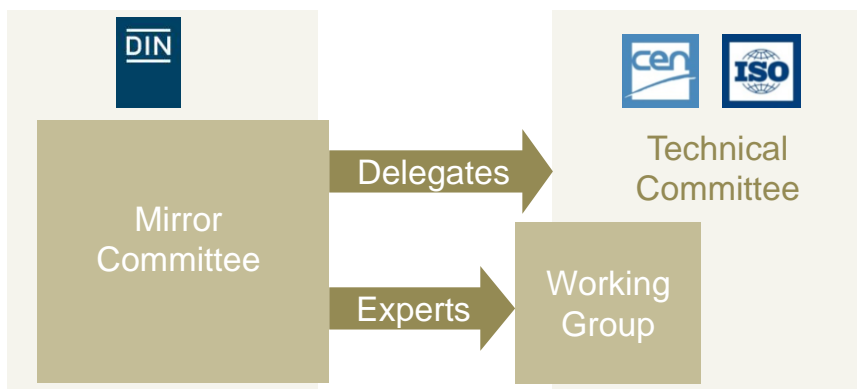 DIN
cen
ISO
Delegates
Technical
Committee
Mirror
Committee
Experts
Working
Group